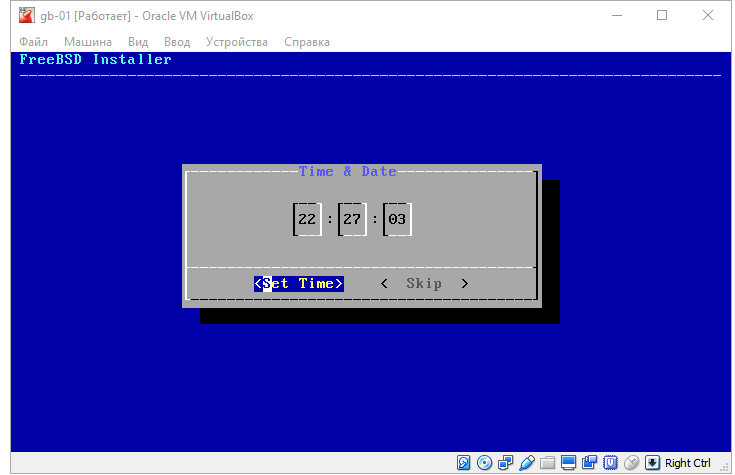 gb-01 [Работает] - Oracle VM VirtualBox
Файл Машина Вид Ввод Устройства Справка
FreeBSD Installer
Time & Date
22 : 27 : 03
<Set Time> < Skip >
Right Ctrl